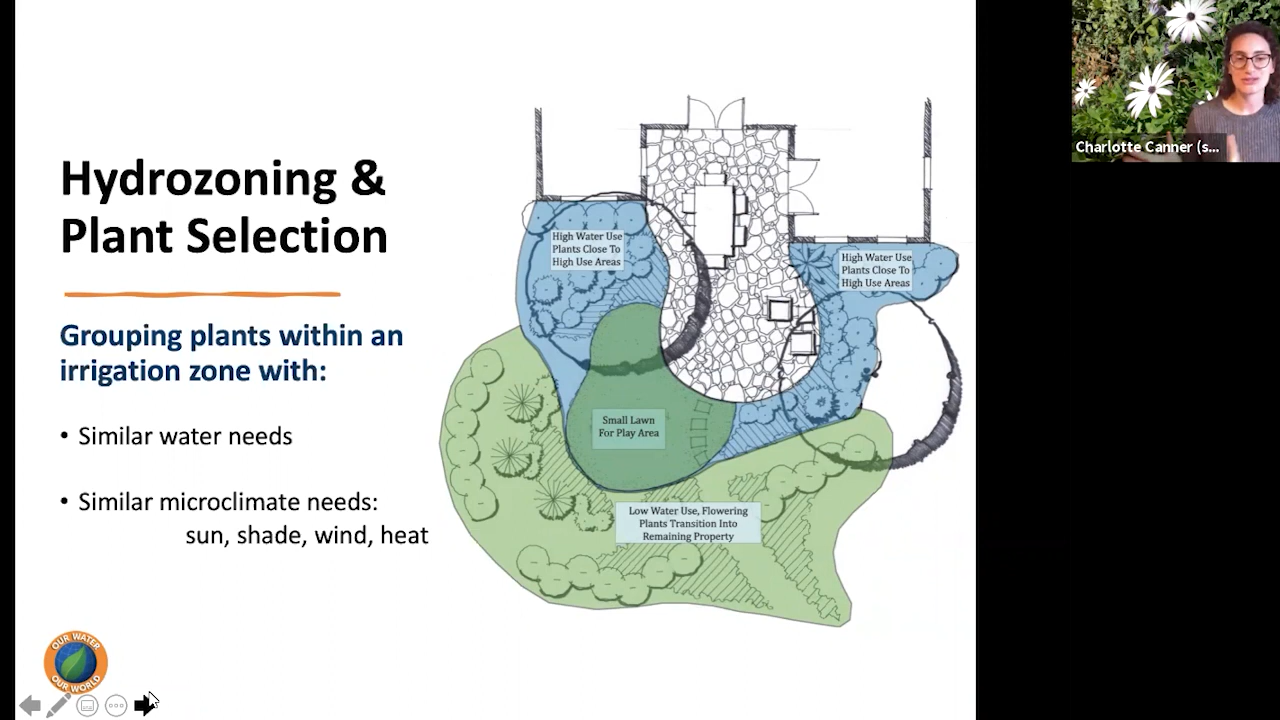 Hydrozoning &
Plant Selection
Grouping plants within an
irrigation zone with:
• Similar water needs
• Similar microclimate needs:
sun, shade, wind, heat
High Water Use
Plants Close To
High Use Areas
High Water Use
Plants Close To
High Use Areas
Small Lawn
For Play Area
Low Water Use, Flowering
Plants Transition Into
Remaining Property
OUR WATER
OUR WORLD
Charlotte Canner (s...